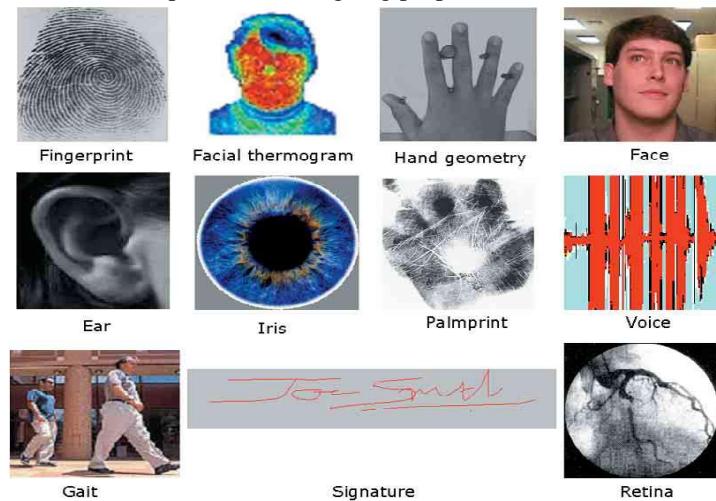 Fingerprint
Facial thermogram
Hand geometry
Face
Ear
Iris
Palmprint
Voice
Gait
Signature
Retina